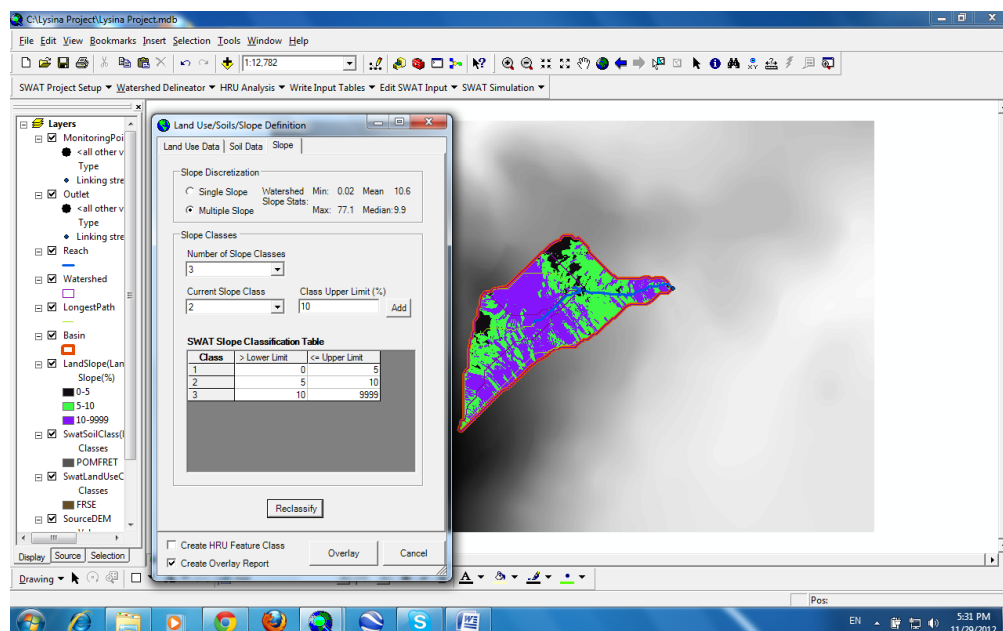 C:\Lysina Project\Lysina Project.mdb
File Edit View Bookmarks Insert Selection Tools Window Help
1:12,782
SWAT Project Setup Watershed Delineator HRU Analysis Write Input Tables Edit SWAT Input SWAT Simulation
Layers
MonitoringPoi
<all other v
Type
Linking stre
Outlet
<all other v
Type
Linking stre
Reach
Watershed
LongestPath
Basin
LandSlope(Lan
Slope(%)
0-5
5-10
10-9999
SwatSoilClass(
Classes
POMFRET
SwatLandUseC
Classes
FRSE
SourceDEM
Display Source Selection
Land Use/Soils/Slope Definition
Land Use Data Soil Data Slope
Slope Discretization
Single Slope
Multiple Slope
Watershed Slope Stats:
Min: 0.02 Mean 10.6
Max: 77.1 Median: 9.9
Slope Classes
Number of Slope Classes
3
Current Slope Class Class Upper Limit (%)
2 10 Add
SWAT Slope Classification Table
Class > Lower Limit <= Upper Limit
1 0 5
2 5 10
3 10 9999
Reclassify
Create HRU Feature Class
Create Overlay Report
Overlay Cancel
Drawing
A
Pos:
EN
5:31 PM
11/29/2012